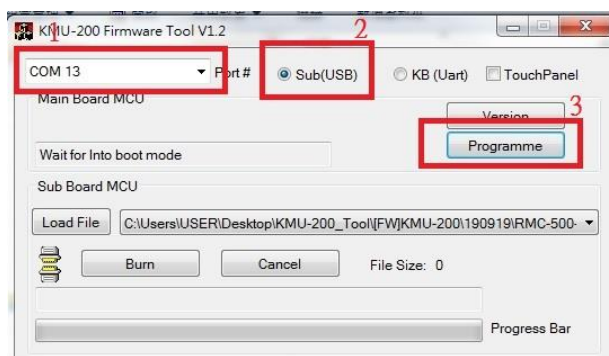 KMU-200 Firmware Tool V1.2
1
2
COM 13
Port #
Sub(USB)
KB (Uart)
TouchPanel
Main Board MCU
Version
3
Wait for Into boot mode
Programme
Sub Board MCU
Load File
C:\Users\USER\Desktop\KMU-200_Tool\[FW]KMU-200\190919\RMC-500-
Burn
Cancel
File Size: 0
Progress Bar